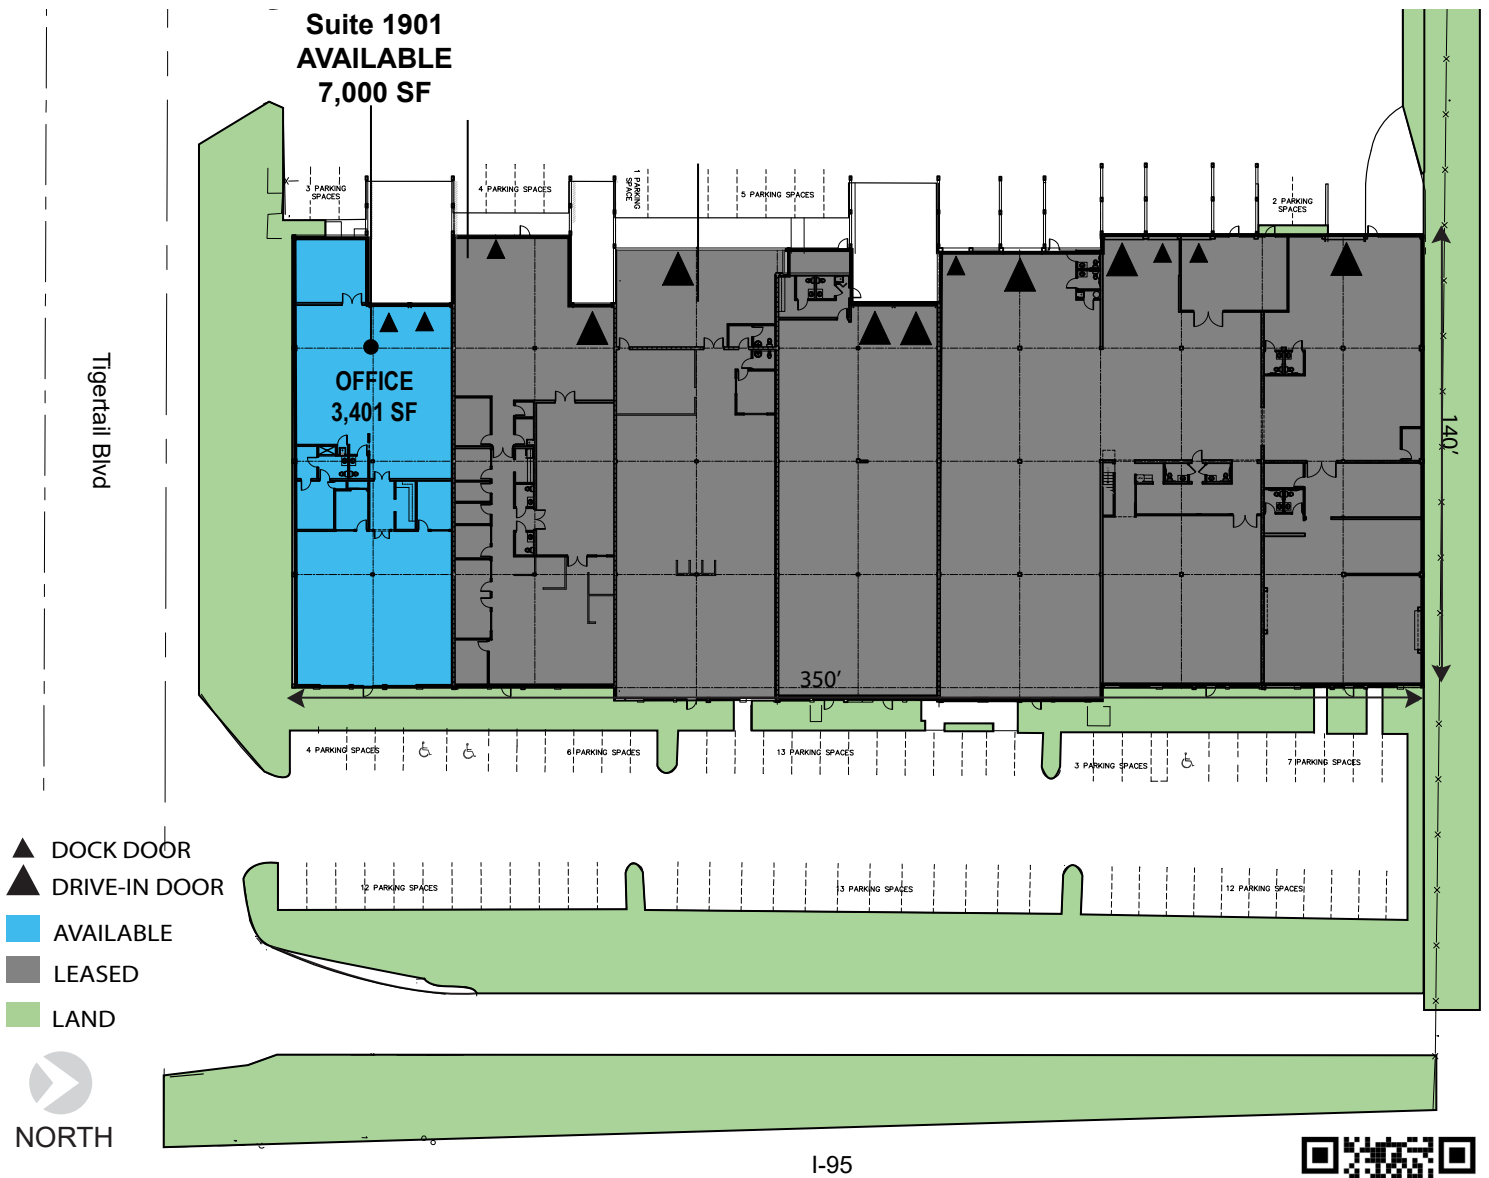 Suite 1901
AVAILABLE
7,000 SF
3 PARKING
SPACES
4 PARKING SPACES
1 PARKING
SPACE
5 PARKING SPACES
2 PARKING
SPACES
OFFICE
3,401 SF
Tigertail Blvd
140'
350'
4 PARKING SPACES
6 PARKING SPACES
13 PARKING SPACES
3 PARKING SPACES
7 PARKING SPACES
12 PARKING SPACES
13 PARKING SPACES
12 PARKING SPACES
DOCK DOOR
DRIVE-IN DOOR
AVAILABLE
LEASED
LAND
NORTH
I-95